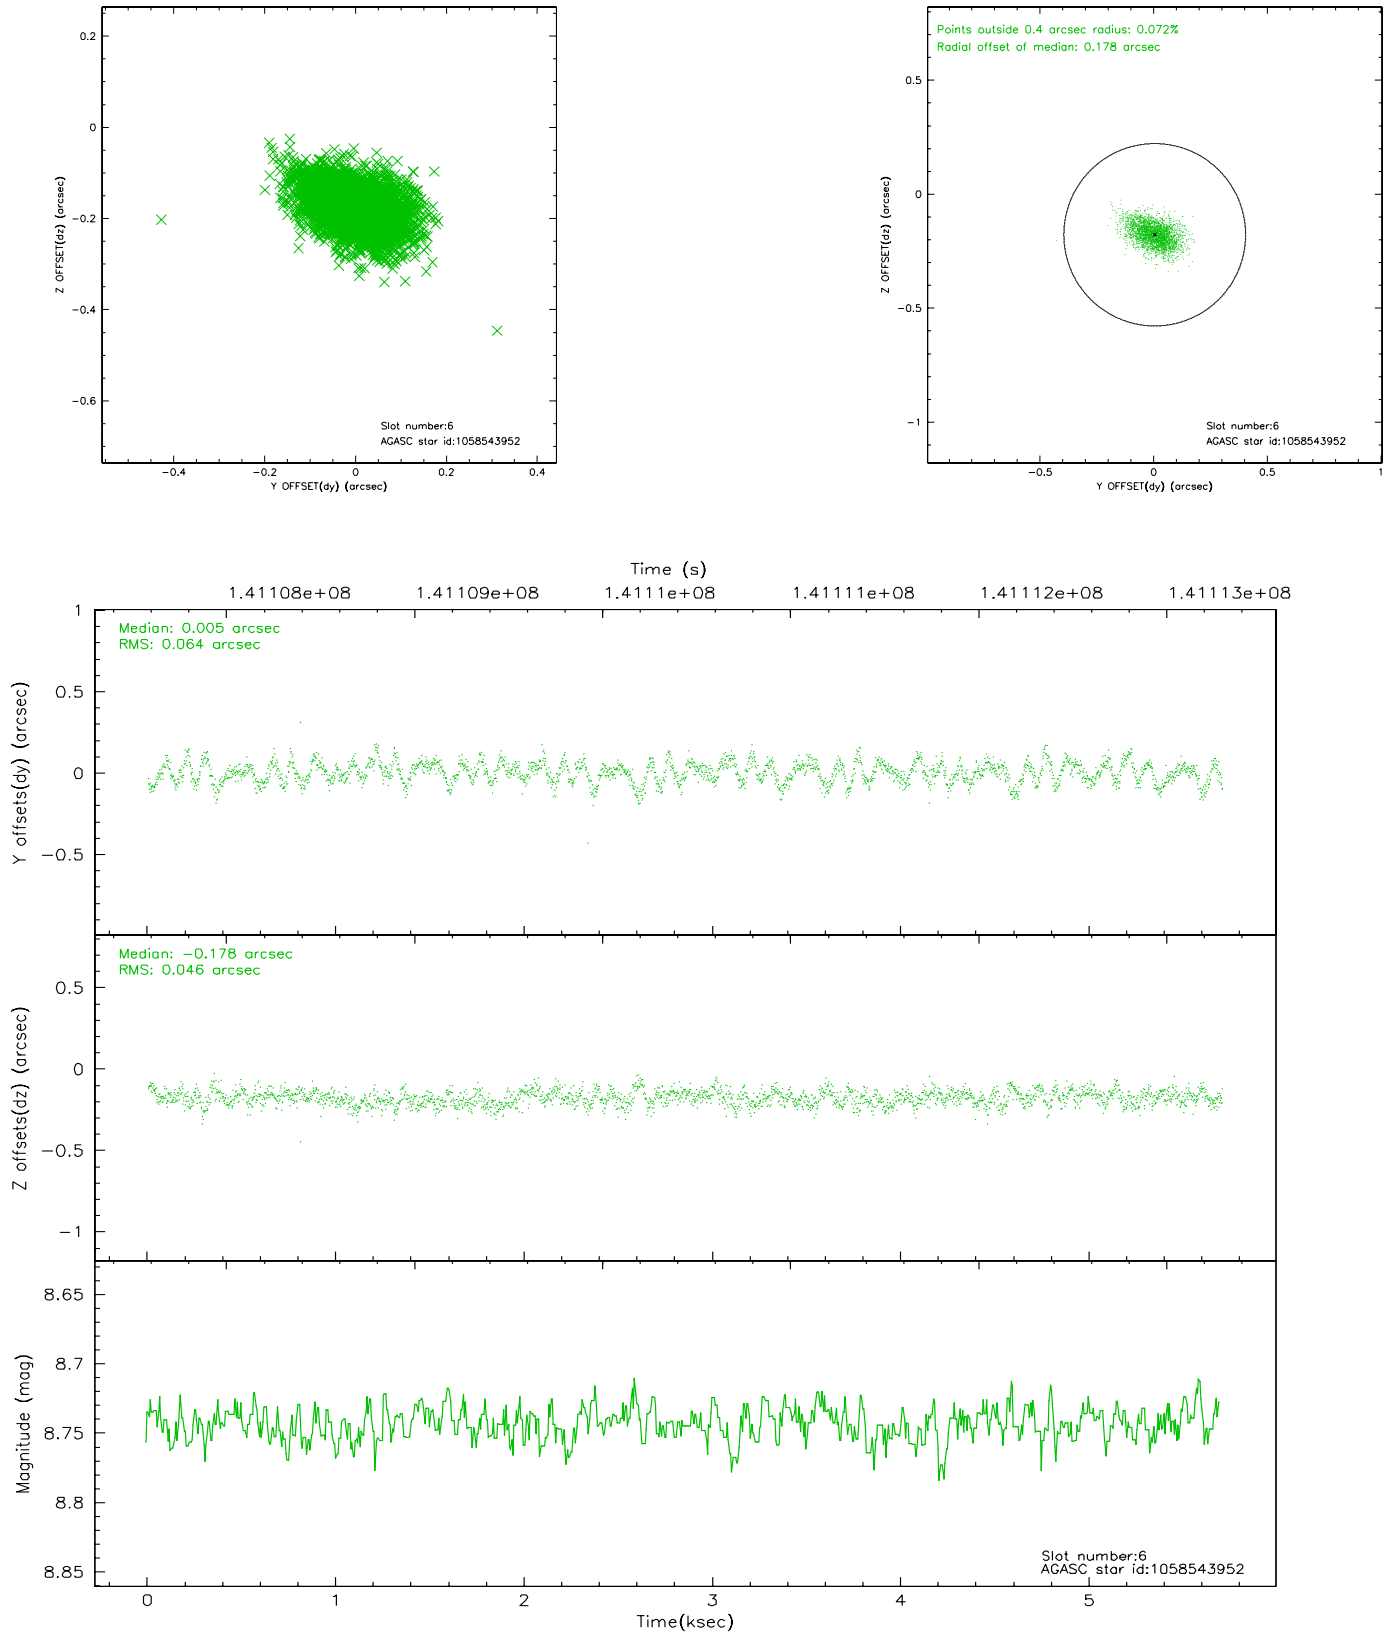 0.2
0
−0.2
−0.4
−0.6
Z OFFSET(dz) (arcsec)
Slot number:6
AGASC star id:1058543952
−0.4 −0.2 0 0.2 0.4
Y OFFSET(dy) (arcsec)
Points outside 0.4 arcsec radius: 0.072%
Radial offset of median: 0.178 arcsec
0.5
0
−0.5
−1
Z OFFSET(dz) (arcsec)
Slot number:6
AGASC star id:1058543952
−0.5 0 0.5 1
Y OFFSET(dy) (arcsec)
Time (s)
1.41108e+08 1.41109e+08 1.4111e+08 1.41111e+08 1.41112e+08 1.41113e+08
Median: 0.005 arcsec
RMS: 0.064 arcsec
1
0.5
0
−0.5
Y offsets(dy) (arcsec)
Median: −0.178 arcsec
RMS: 0.046 arcsec
0.5
0
−0.5
−1
Z offsets(dz) (arcsec)
8.65
8.7
8.75
8.8
8.85
Magnitude (mag)
Slot number:6
AGASC star id:1058543952
0 1 2 3 4 5
Time(ksec)